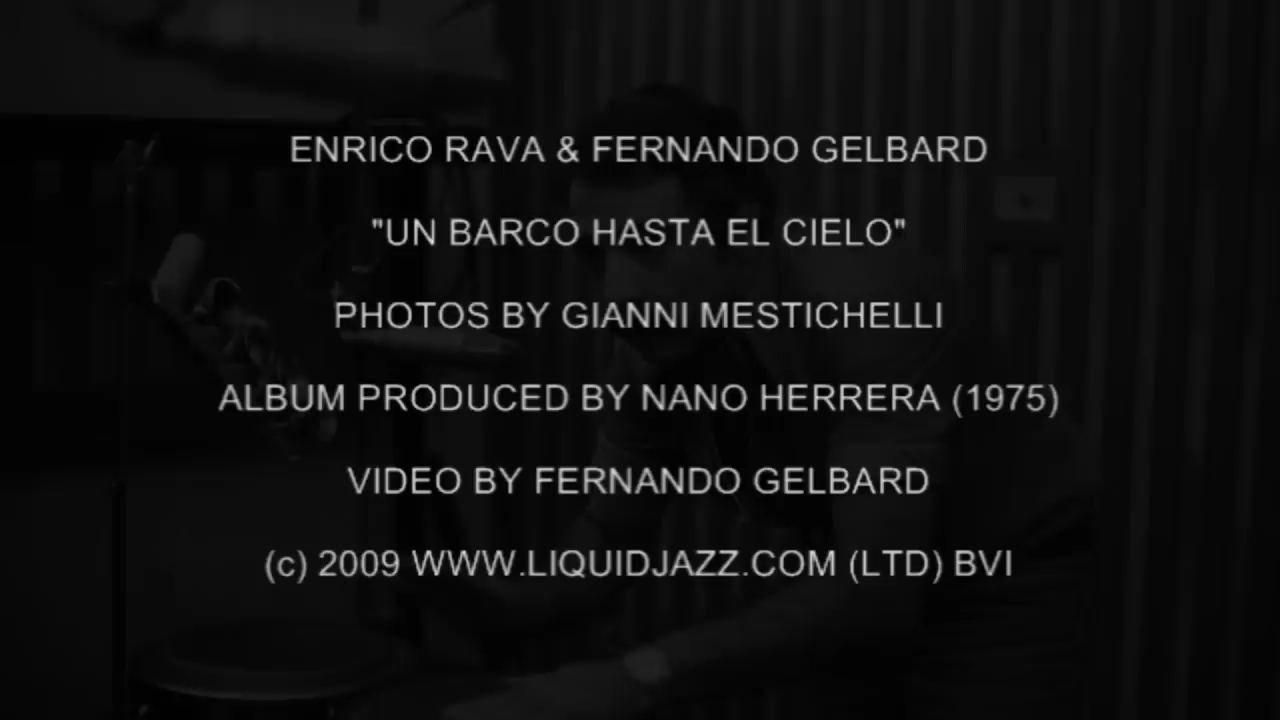 ENRICO RAVA & FERNANDO GELBARD
"UN BARCO HASTA EL CIELO"
PHOTOS BY GIANNI MESTICHELLI
ALBUM PRODUCED BY NANO HERRERA (1975)
VIDEO BY FERNANDO GELBARD
(c) 2009 WWW.LIQUIDJAZZ.COM (LTD) BVI